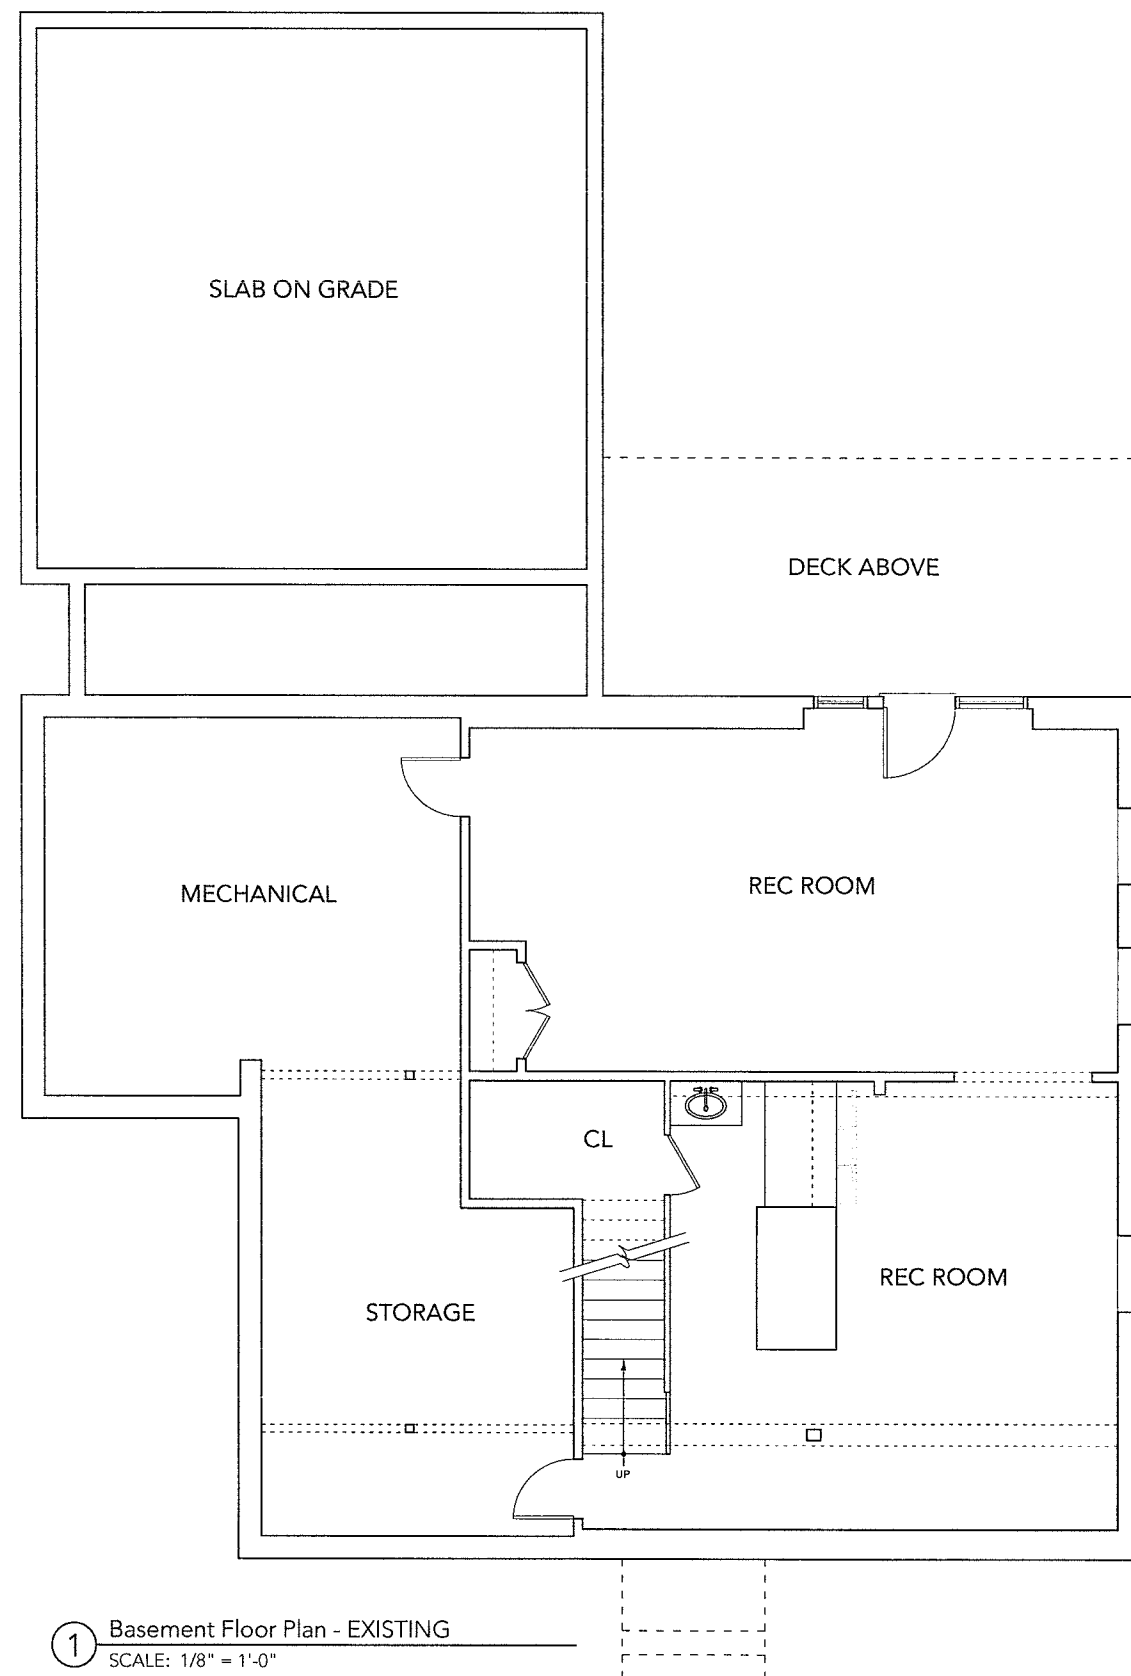 SLAB ON GRADE
DECK ABOVE
MECHANICAL
REC ROOM
CL
REC ROOM
STORAGE
UP
1
Basement Floor Plan - EXISTING
SCALE: 1/8" = 1'-0"